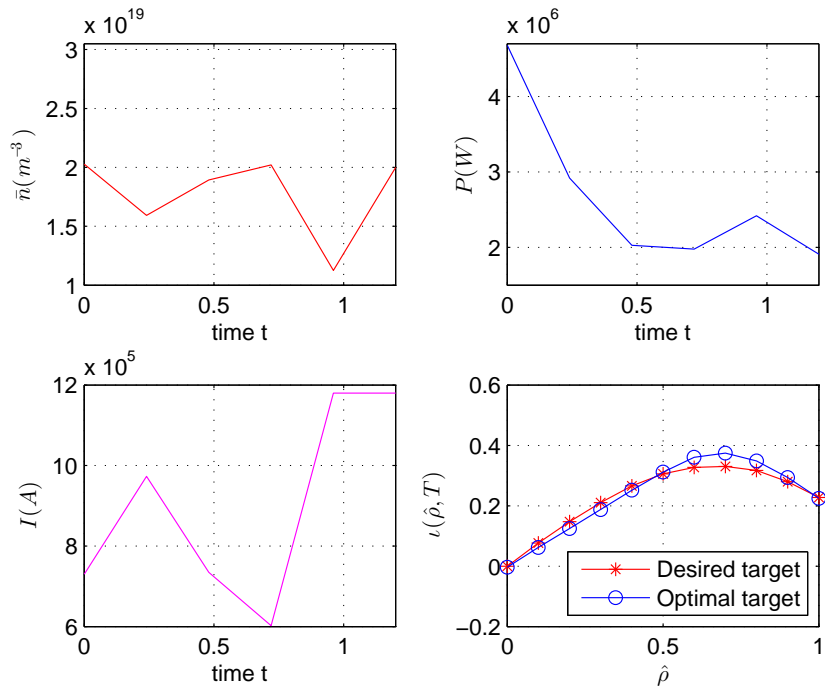 x 10^19
3
2.5
2
1.5
1
n̄(m⁻³)
0
0.5
1
time t
x 10^6
4
3
2
P(W)
0
0.5
1
time t
x 10^5
12
10
8
6
I(A)
0
0.5
1
time t
0.6
0.4
0.2
0
−0.2
ι(ρ̂, T)
Desired target
Optimal target
0
0.5
1
ρ̂